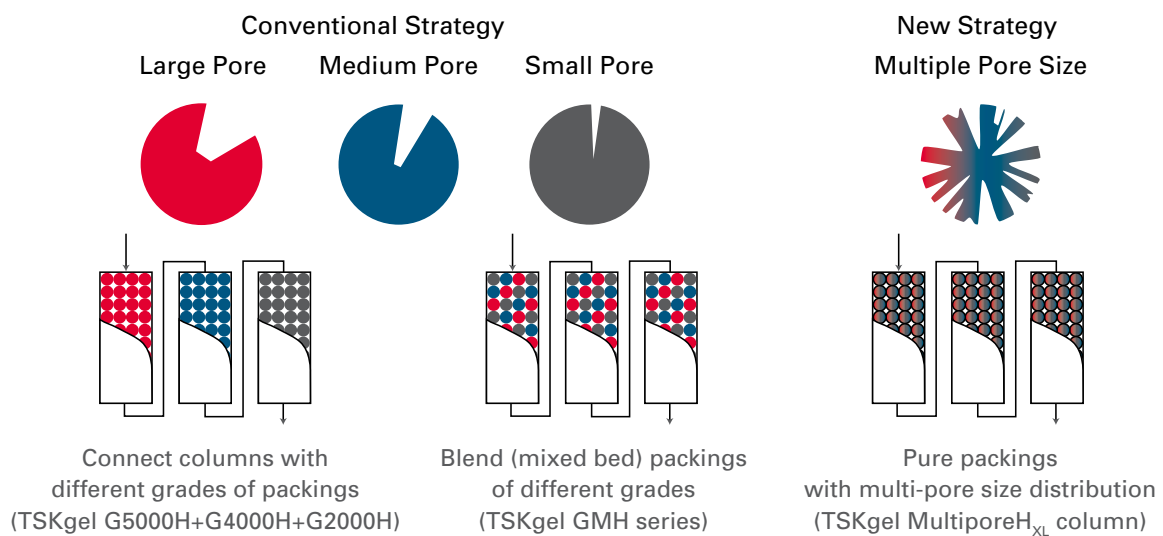 Conventional Strategy
New Strategy
Large Pore
Medium Pore
Small Pore
Multiple Pore Size
Connect columns with
different grades of packings
(TSKgel G5000H+G4000H+G2000H)
Blend (mixed bed) packings
of different grades
(TSKgel GMH series)
Pure packings
with multi-pore size distribution
(TSKgel MultiporeHXL column)